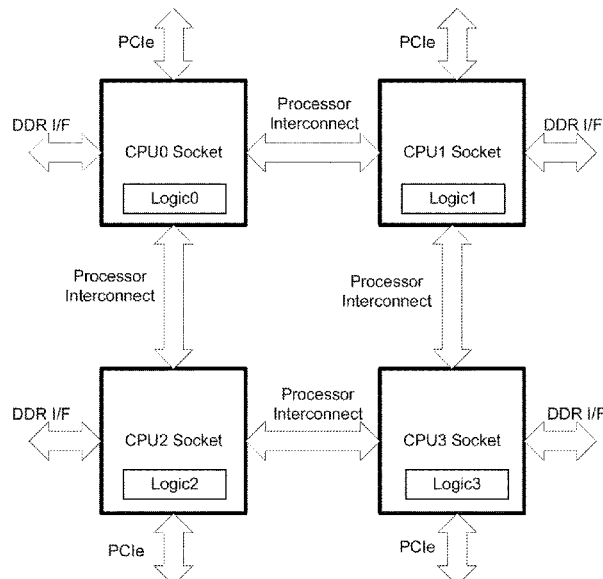 PCIe
PCIe
DDR I/F
CPU0 Socket
Logic0
Processor
Interconnect
CPU1 Socket
Logic1
DDR I/F
Processor
Interconnect
Processor
Interconnect
DDR I/F
CPU2 Socket
Logic2
Processor
Interconnect
CPU3 Socket
Logic3
DDR I/F
PCIe
PCIe